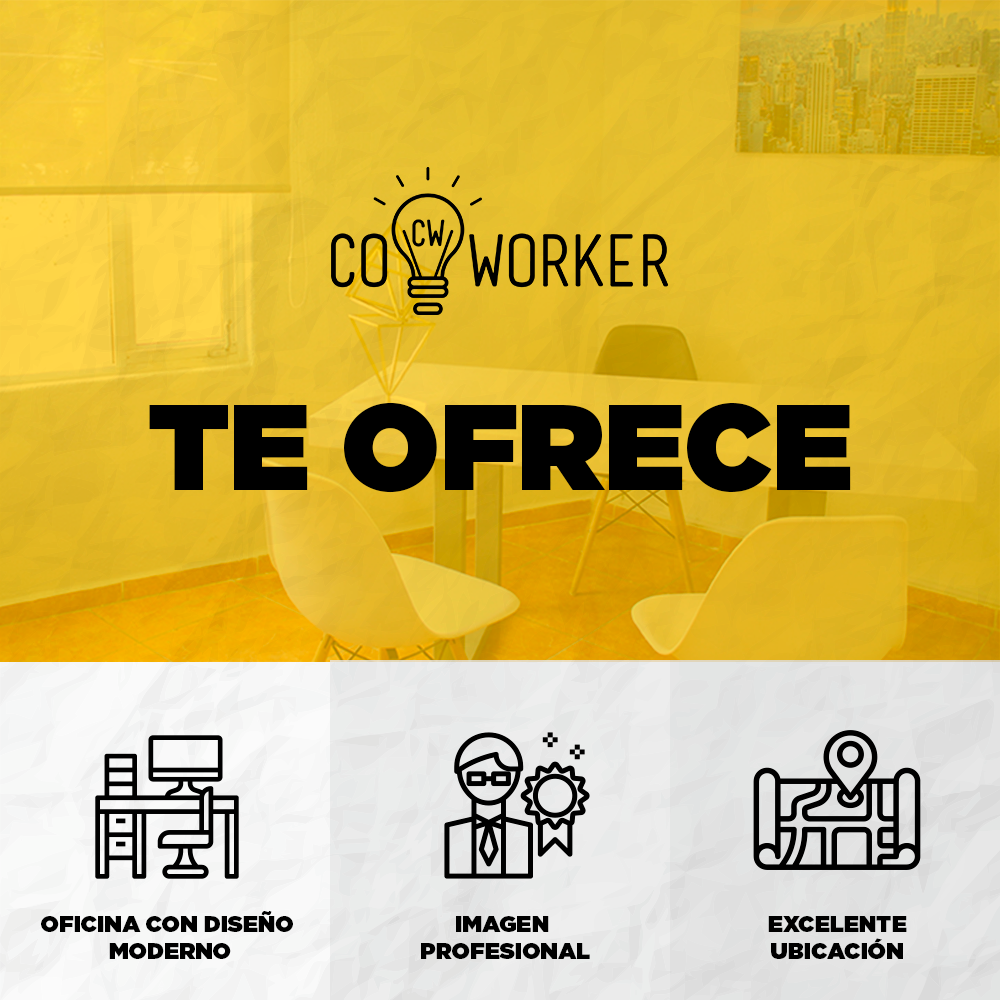 CO CW WORKER
TE OFRECE
OFICINA CON DISEÑO
MODERNO
IMAGEN
PROFESIONAL
EXCELENTE
UBICACIÓN